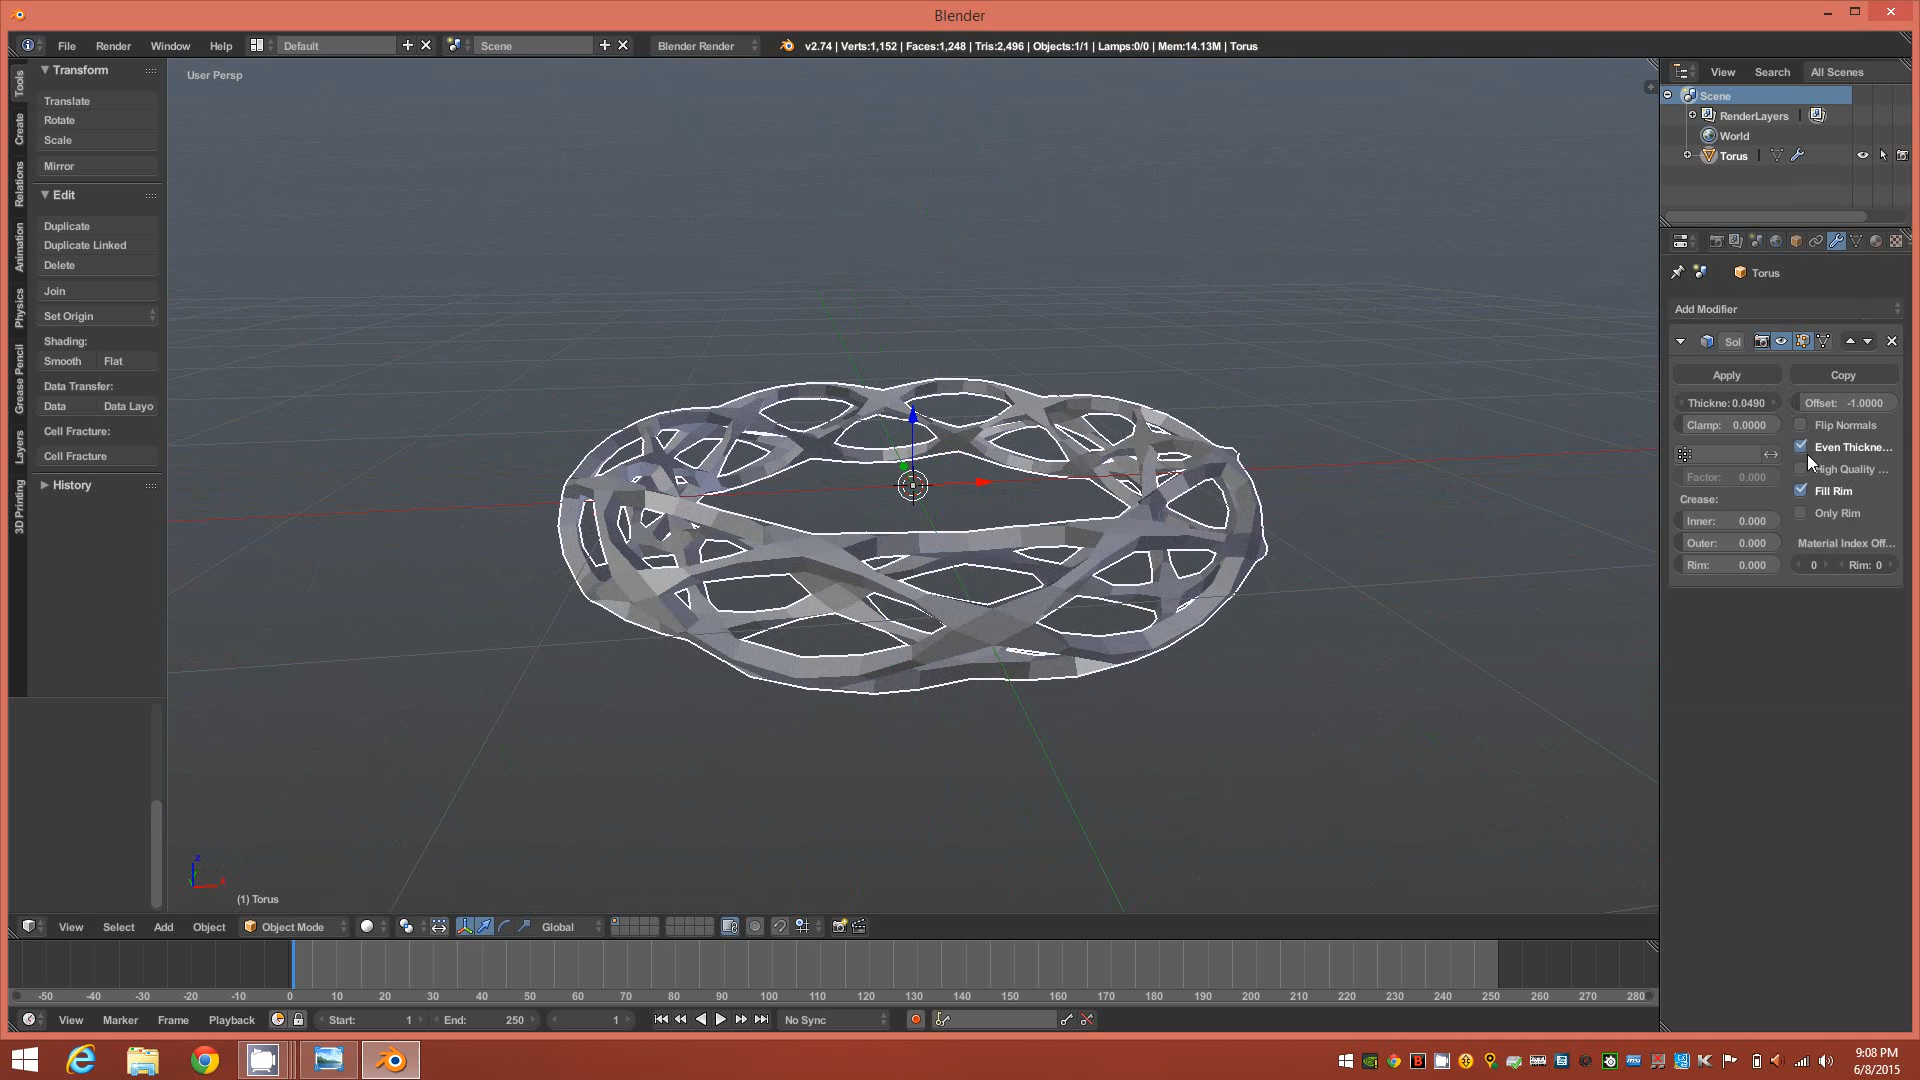 Blender
File Render Window Help Default Scene Blender Render v2.74 | Verts:1,152 | Faces:1,248 | Tris:2,496 | Objects:1/1 | Lamps:0/0 | Mem:14.13M | Torus
Tools
Create
Relations
Animation
Physics
Grease Pencil
Layers
3D Printing
Transform
Translate
Rotate
Scale
Mirror
Edit
Duplicate
Duplicate Linked
Delete
Join
Set Origin
Shading:
Smooth Flat
Data Transfer:
Data Data Layo
Cell Fracture:
Cell Fracture
History
User Persp
(1) Torus
View Search All Scenes
Scene
RenderLayers
World
Torus
Torus
Add Modifier
Sol
Apply Copy
Thickne: 0.0490 Offset: -1.0000
Clamp: 0.0000 Flip Normals
Even Thickne...
High Quality ...
Factor: 0.000 Fill Rim
Crease: Only Rim
Inner: 0.000
Outer: 0.000 Material Index Off...
Rim: 0.000 0 Rim: 0
View Select Add Object Object Mode Global
-50 -40 -30 -20 -10 0 10 20 30 40 50 60 70 80 90 100 110 120 130 140 150 160 170 180 190 200 210 220 230 240 250 260 270 280
View Marker Frame Playback Start: 1 End: 250 1 No Sync
9:08 PM
6/8/2015